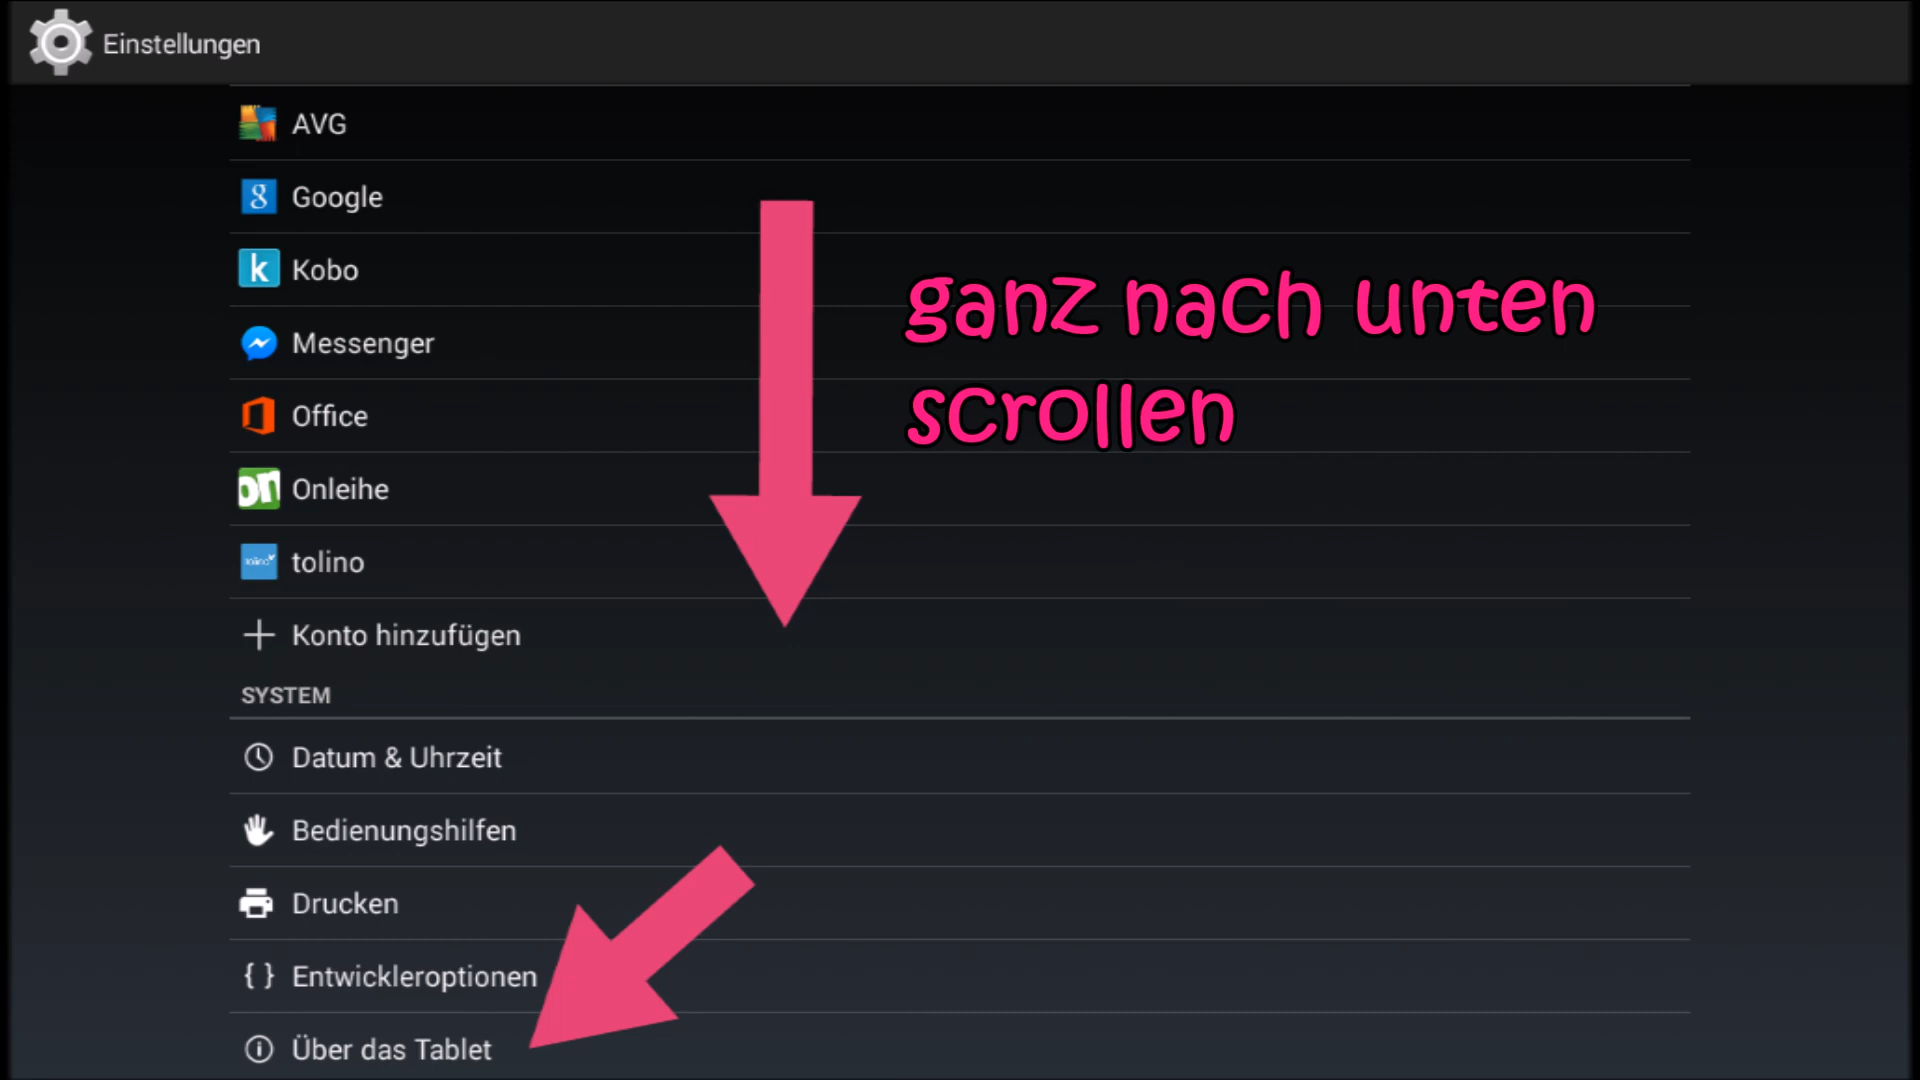 Einstellungen
AVG
Google
Kobo
Messenger
ganz nach unten
scrollen
Office
Onleihe
tolino
Konto hinzufügen
SYSTEM
Datum & Uhrzeit
Bedienungshilfen
Drucken
{ } Entwickleroptionen
Über das Tablet